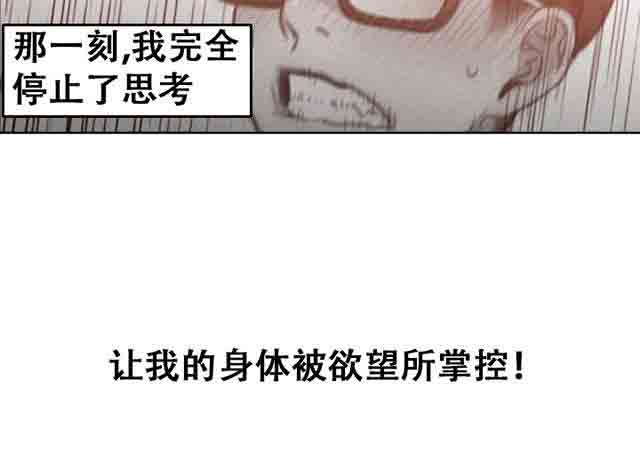 那一刻,我完全
停止了思考
让我的身体被欲望所掌控!